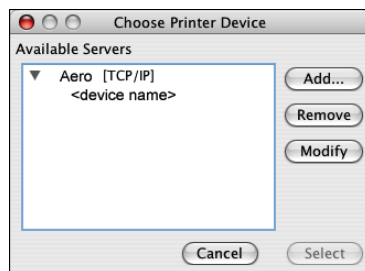 Choose Printer Device
Available Servers
Aero [TCP/IP]
<device name>
Add...
Remove
Modify
Cancel
Select